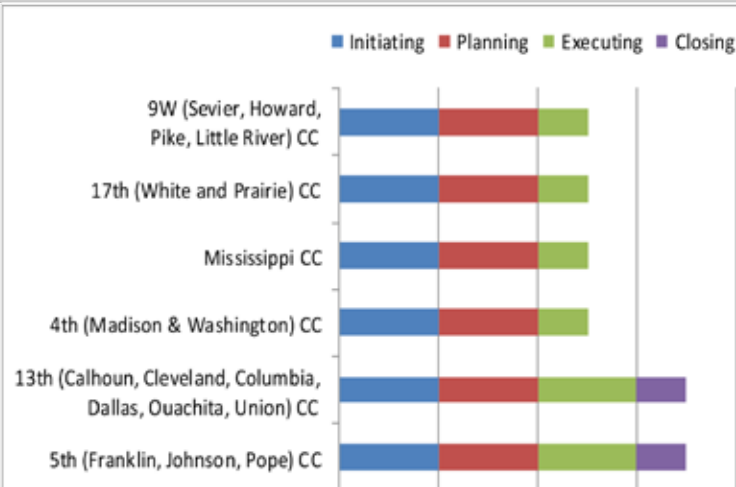 Initiating Planning Executing Closing
9W (Sevier, Howard,
Pike, Little River) CC
17th (White and Prairie) CC
Mississippi CC
4th (Madison & Washington) CC
13th (Calhoun, Cleveland, Columbia,
Dallas, Ouachita, Union) CC
5th (Franklin, Johnson, Pope) CC